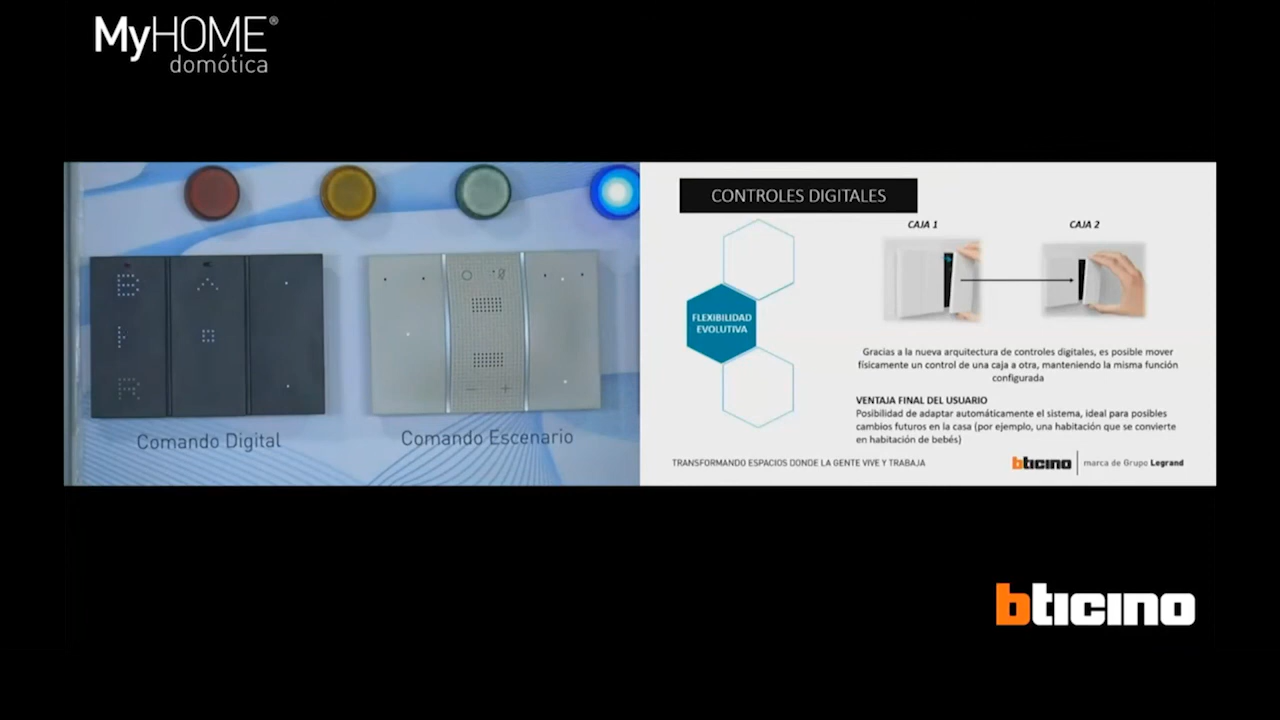 MyHOME®
domótica
CONTROLES DIGITALES
CAJA 1
CAJA 2
FLEXIBILIDAD
EVOLUTIVA
Gracias a la nueva arquitectura de controles digitales, es posible mover
físicamente un control de una caja a otra, manteniendo la misma función
configurada
VENTAJA FINAL DEL USUARIO
Posibilidad de adaptar automáticamente el sistema, ideal para posibles
cambios futuros en la casa (por ejemplo, una habitación que se convierte
en habitación de bebés)
Comando Digital
Comando Escenario
TRANSFORMANDO ESPACIOS DONDE LA GENTE VIVE Y TRABAJA
bticino
marca de Grupo Legrand
bticino